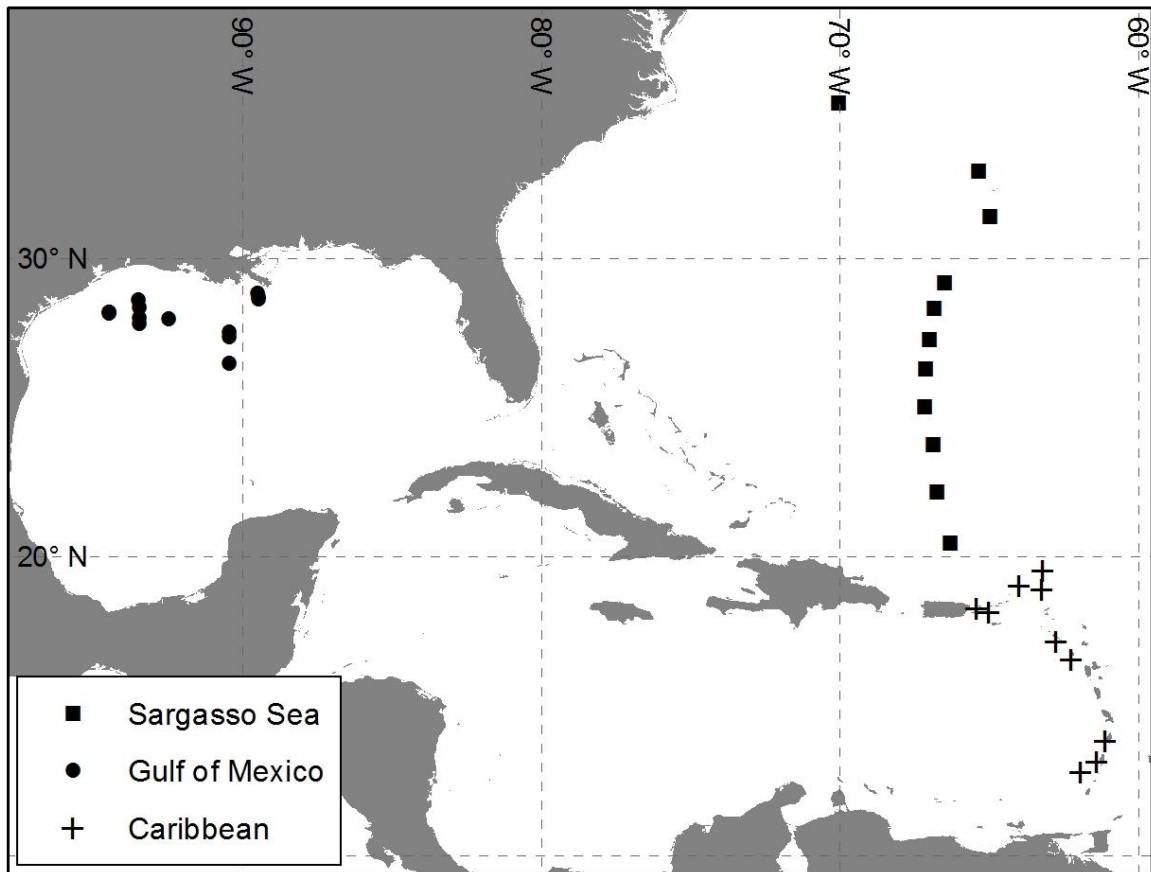 90° W
80° W
70° W
60° W
30° N
20° N
Sargasso Sea
Gulf of Mexico
Caribbean